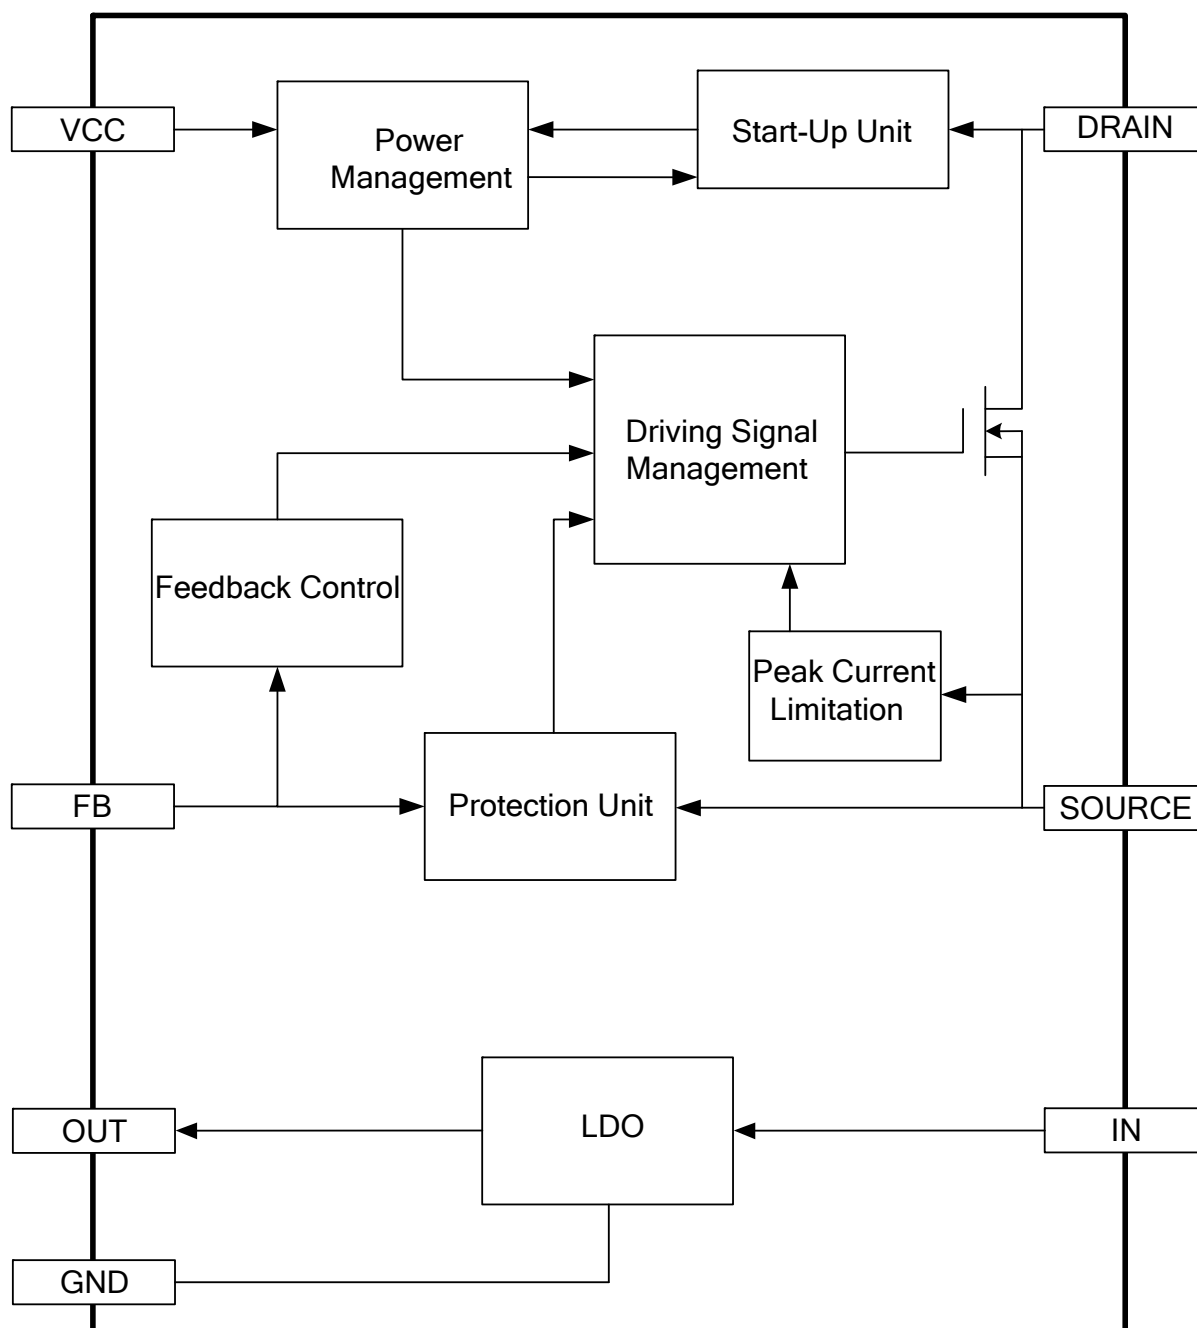 VCC
Power
Management
Start-Up Unit
DRAIN
Driving Signal
Management
Feedback Control
Peak Current
Limitation
FB
Protection Unit
SOURCE
OUT
LDO
IN
GND